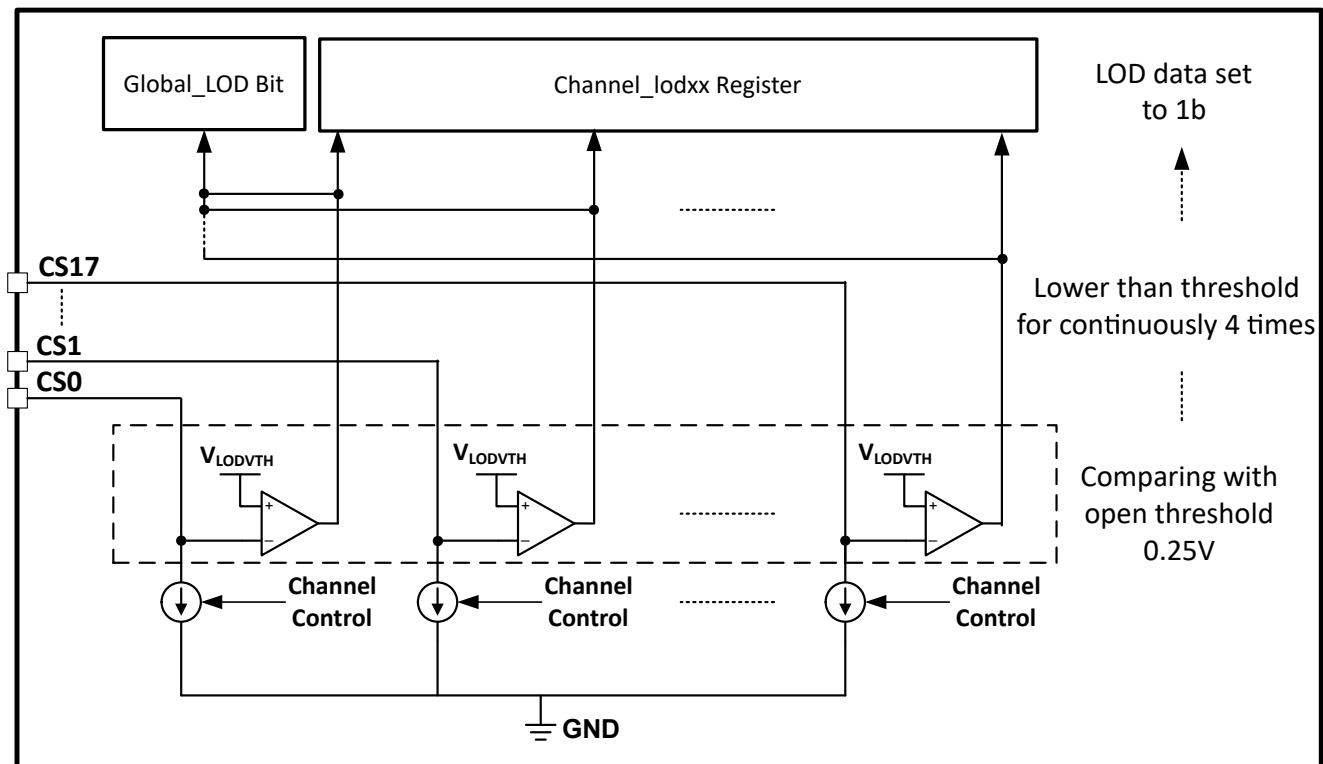 Global_LOD Bit
Channel_lodxx Register
LOD data set
to 1b
CS17
Lower than threshold
for continuously 4 times
CS1
CS0
VLODVTH
VLODVTH
VLODVTH
+
+
+
−
−
−
Comparing with
open threshold
0.25V
Channel
Control
Channel
Control
Channel
Control
GND